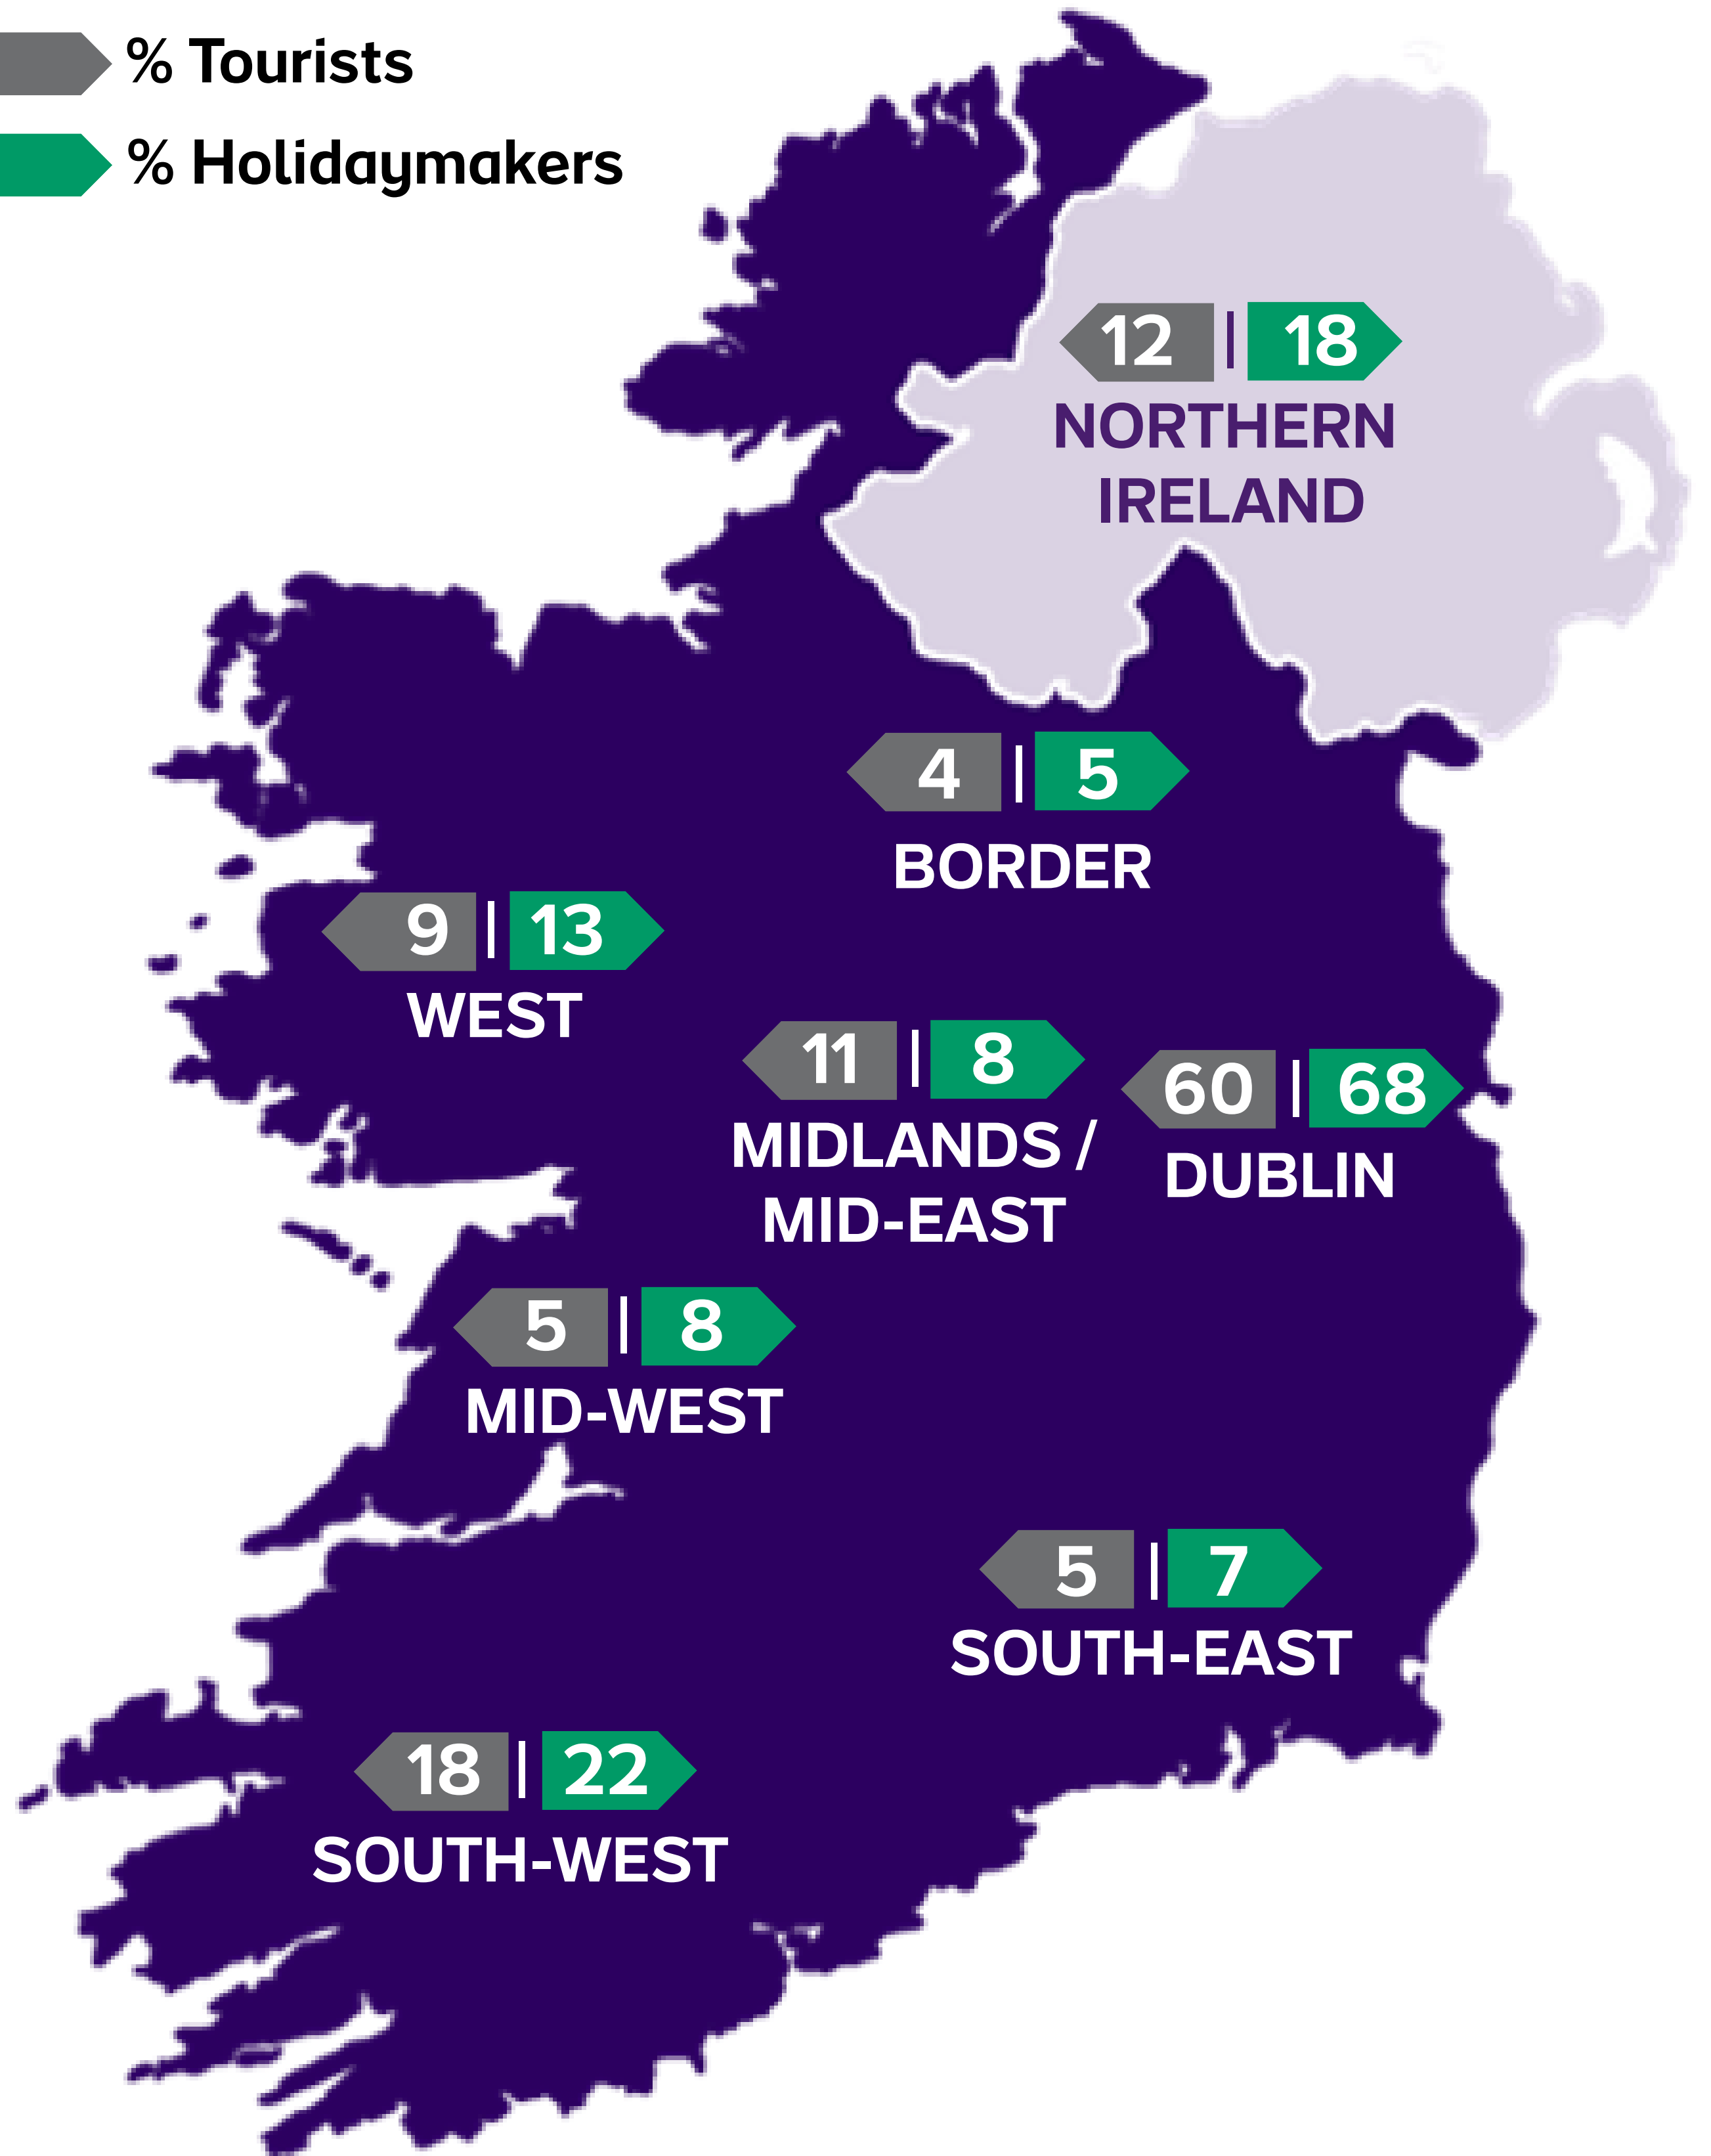 % Tourists
% Holidaymakers
12 | 18
NORTHERN
IRELAND
4 | 5
BORDER
9 | 13
WEST
11 | 8
MIDLANDS /
MID-EAST
60 | 68
DUBLIN
5 | 8
MID-WEST
5 | 7
SOUTH-EAST
18 | 22
SOUTH-WEST